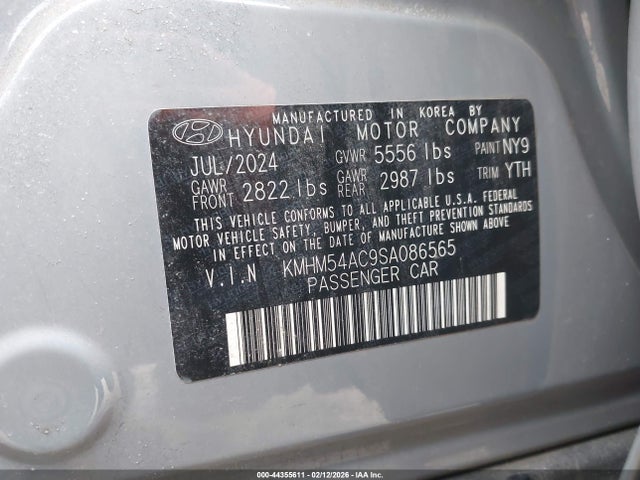 MANUFACTURED IN KOREA BY
HYUNDAI MOTOR COMPANY
JUL/2024 GVWR 5556 lbs PAINT NY9
GAWR FRONT 2822 lbs GAWR REAR 2987 lbs TRIM YTH
THIS VEHICLE CONFORMS TO ALL APPLICABLE U.S.A. FEDERAL
MOTOR VEHICLE SAFETY, BUMPER, AND THEFT PREVENTION STANDARDS
IN EFFECT ON THE DATE OF MANUFACTURE SHOWN ABOVE
V.I.N KMHM54AC9SA086565
PASSENGER CAR
000-44355611 - 02/12/2026 - IAAI.COM